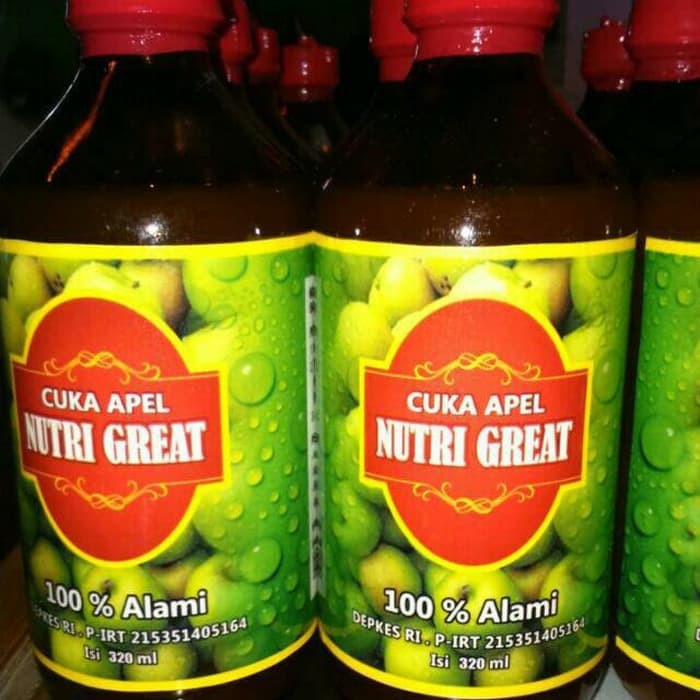 CUKA APEL
NUTRI GREAT
100 % Alami
DEPKES RI . P-IRT 215351405164
Isi 320 ml
CUKA APEL
NUTRI GREAT
100 % Alami
DEPKES RI . P-IRT 215351405164
Isi 320 ml